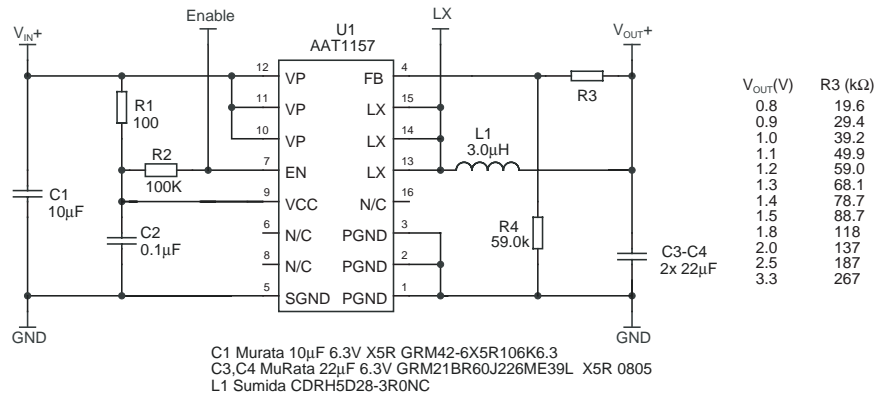 Enable
LX
U1
AAT1157
VIN+
VOUT+
12
VP
FB
4
R1
100
R3
11
VP
LX
15
10
VP
LX
14
L1
3.0μH
R2
100K
7
EN
LX
13
C1
10μF
9
VCC
N/C
16
C2
0.1μF
6
N/C
PGND
3
R4
59.0k
8
N/C
PGND
2
C3-C4
2x 22μF
5
SGND
PGND
1
GND
GND
VOUT(V) R3 (kΩ)
0.8 19.6
0.9 29.4
1.0 39.2
1.1 49.9
1.2 59.0
1.3 68.1
1.4 78.7
1.5 88.7
1.8 118
2.0 137
2.5 187
3.3 267
C1 Murata 10μF 6.3V X5R GRM42-6X5R106K6.3
C3,C4 MuRata 22μF 6.3V GRM21BR60J226ME39L X5R 0805
L1 Sumida CDRH5D28-3R0NC